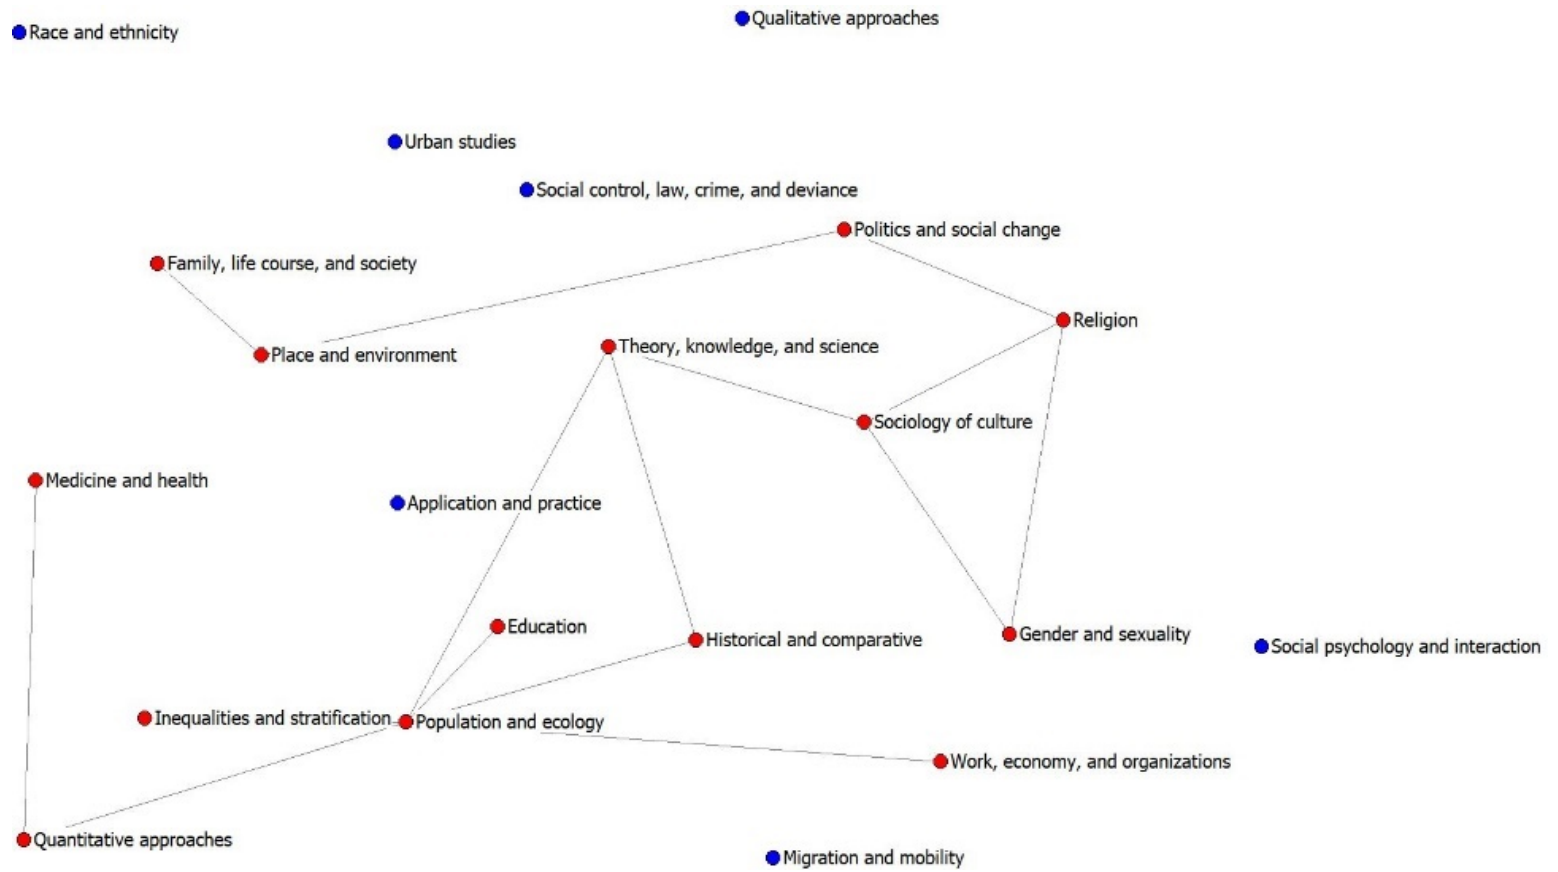 Qualitative approaches
Race and ethnicity
Urban studies
Social control, law, crime, and deviance
Politics and social change
Family, life course, and society
Religion
Theory, knowledge, and science
Place and environment
Sociology of culture
Medicine and health
Application and practice
Education
Gender and sexuality
Historical and comparative
Social psychology and interaction
Inequalities and stratification
Population and ecology
Work, economy, and organizations
Quantitative approaches
Migration and mobility